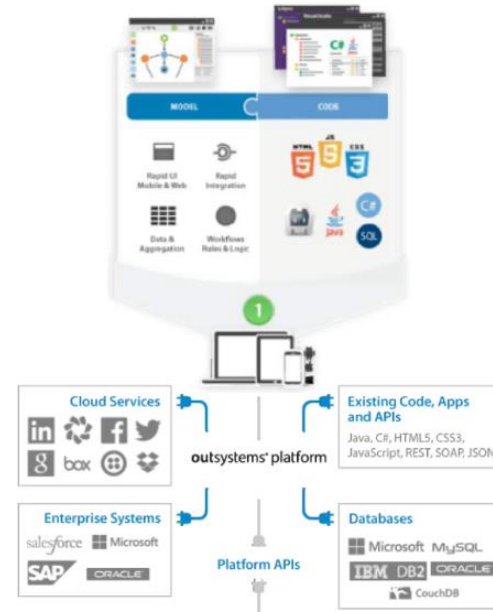 MODEL
CODE
HTML
5
JS
5
CSS
3
Rapid UI
Mobile & Web
Rapid
Integration
Data &
Aggregation
Workflows
Rules & Logic
Java
C#
SQL
1
Cloud Services
in
f
8
box
Existing Code, Apps
and APIs
Java, C#, HTML5, CSS3,
JavaScript, REST, SOAP, JSON
outsystems® platform
Enterprise Systems
salesforce Microsoft
SAP ORACLE
Platform APIs
Databases
Microsoft MySQL
IBM DB2 ORACLE
CouchDB